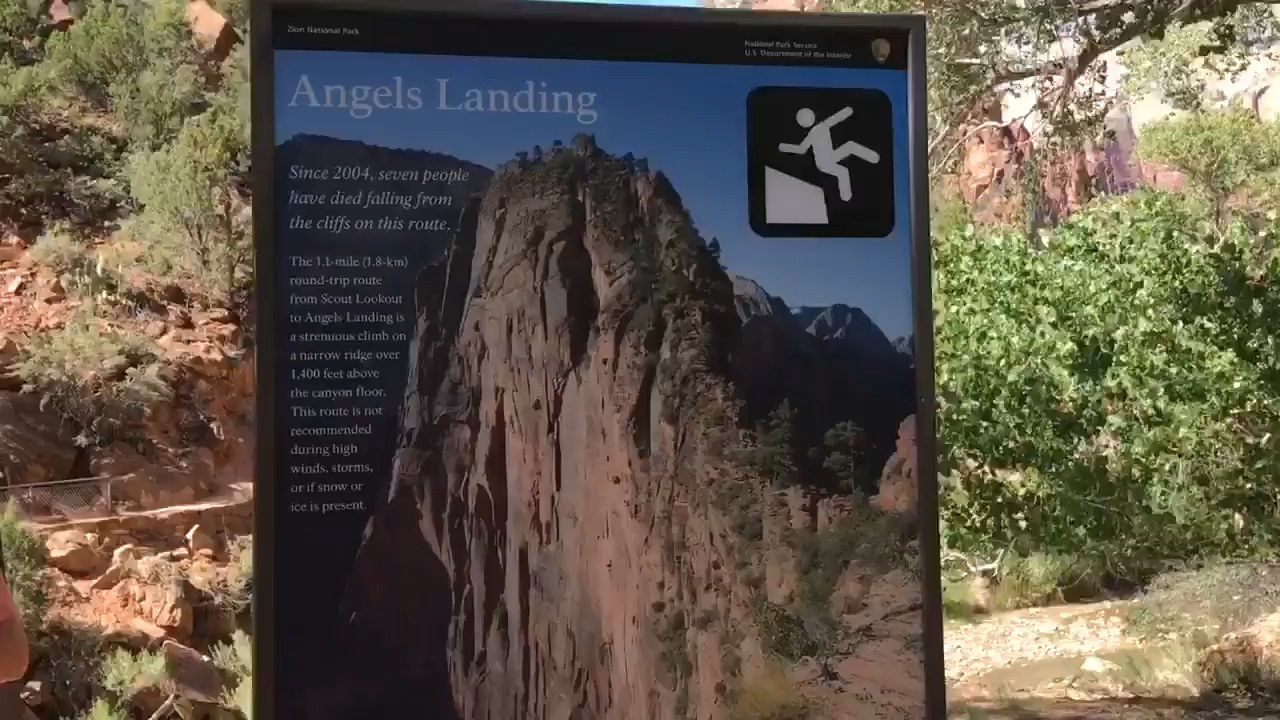 Zion National Park
National Park Service
U.S. Department of the Interior
Angels Landing
Since 2004, seven people
have died falling from
the cliffs on this route.
The 1.1-mile (1.8-km)
round-trip route
from Scout Lookout
to Angels Landing is
a strenuous climb on
a narrow ridge over
1,400 feet above
the canyon floor.
This route is not
recommended
during high
winds, storms,
or if snow or
ice is present.